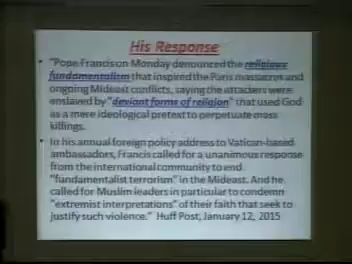 His Response
• "Pope Francis on Monday denounced the religious
fundamentalism that inspired the Paris massacres and
ongoing Mideast conflicts, saying the attackers were
enslaved by "deviant forms of religion" that used God
as a mere ideological pretext to perpetuate mass
killings.
• In his annual foreign policy address to Vatican-based
ambassadors, Francis called for a unanimous response
from the international community to end
"fundamentalist terrorism" in the Mideast. And he
called for Muslim leaders in particular to condemn
"extremist interpretations" of their faith that seek to
justify such violence." Huff Post, January 12, 2015